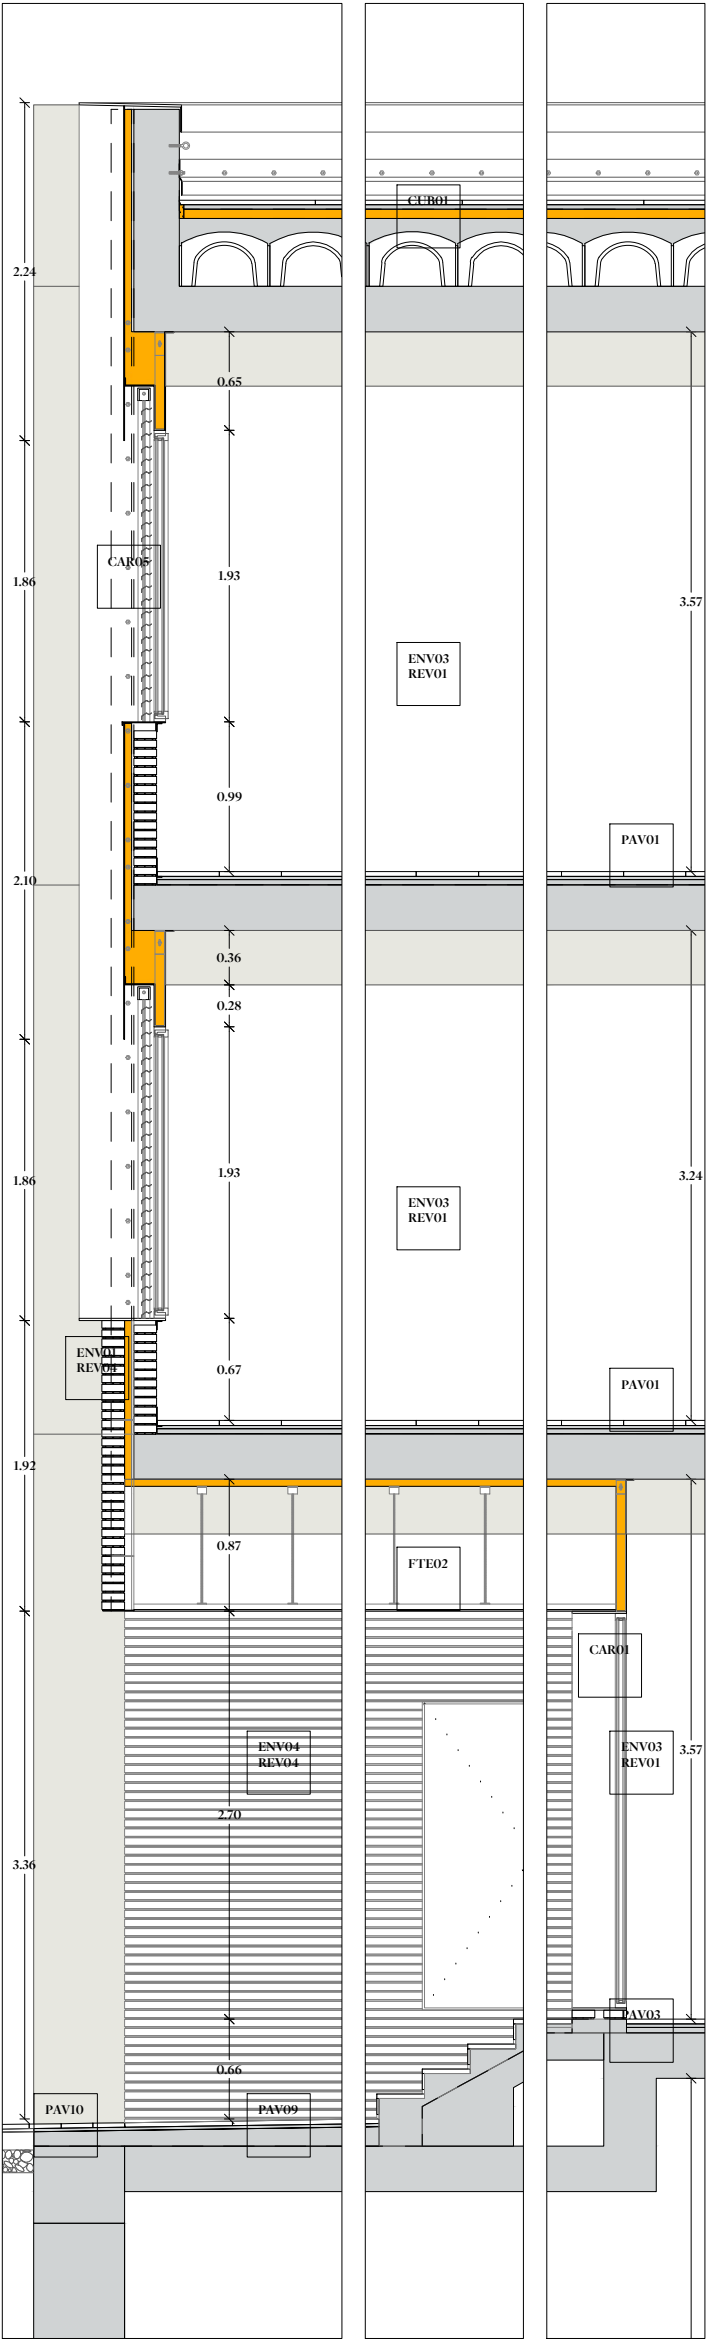 CUB01
2.24
0.65
CAR05
1.86
1.93
3.57
ENV03
REV01
0.99
PAV01
2.10
0.36
0.28
1.86
1.93
3.24
ENV03
REV01
ENV01
REV04
0.67
PAV01
1.92
0.87
FTE02
CAR01
ENV04
REV04
ENV03
REV01
3.57
2.70
3.36
PAV03
0.66
PAV10
PAV09